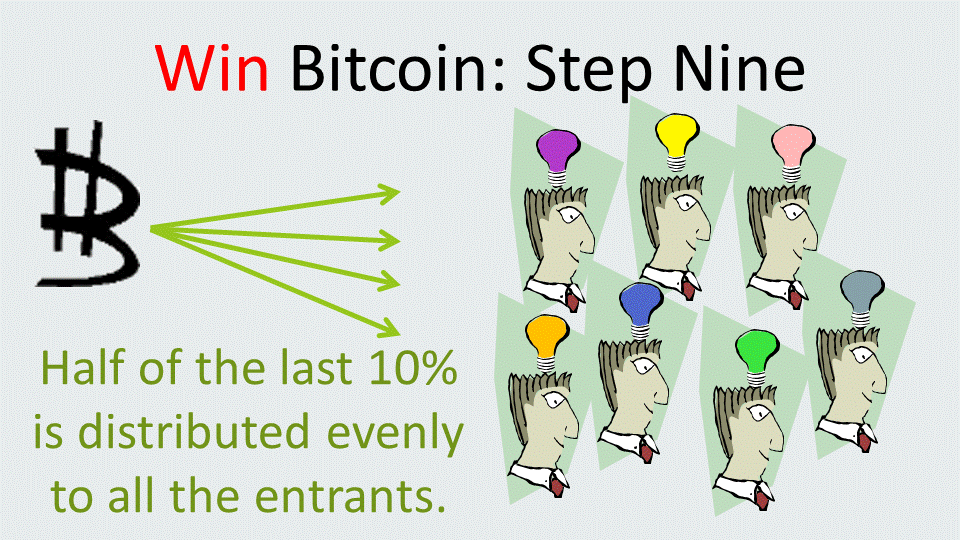 Win Bitcoin: Step Nine
Half of the last 10%
is distributed evenly
to all the entrants.